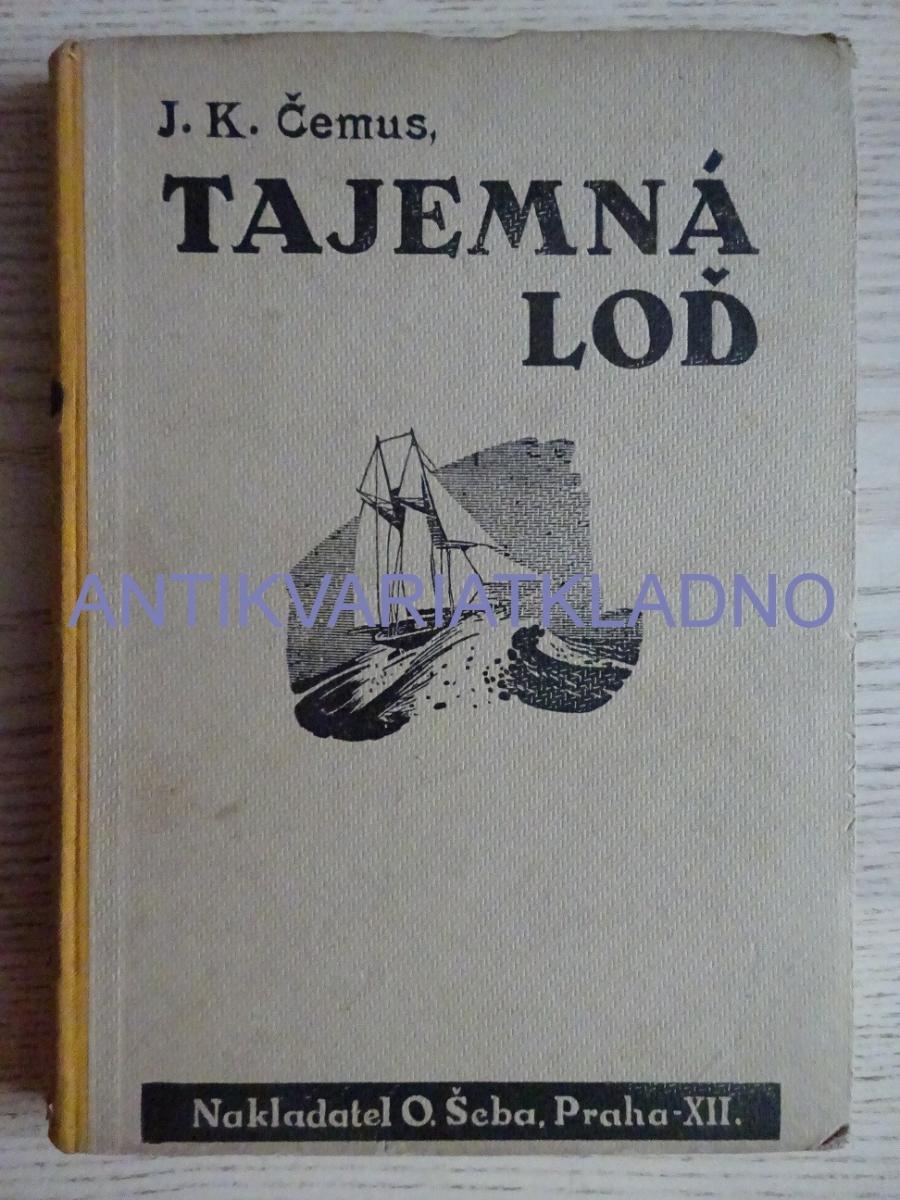 J. K. Čemus,
TAJEMNÁ
LOĎ
ANTIKVARIATKLADNO
Nakladatel O. Šeba, Praha-XII.